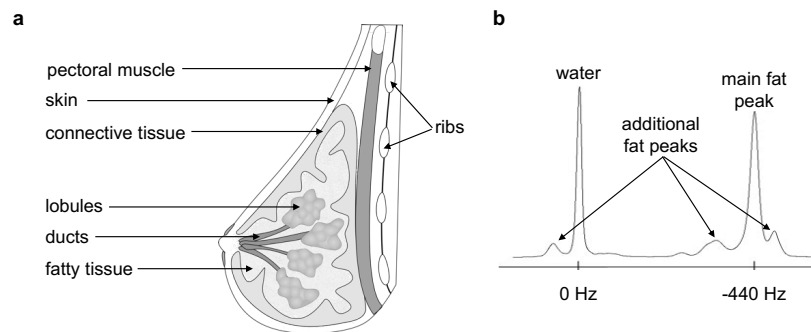 a
pectoral muscle
skin
connective tissue
lobules
ducts
fatty tissue
ribs
b
water
main fat
peak
additional
fat peaks
0 Hz
-440 Hz